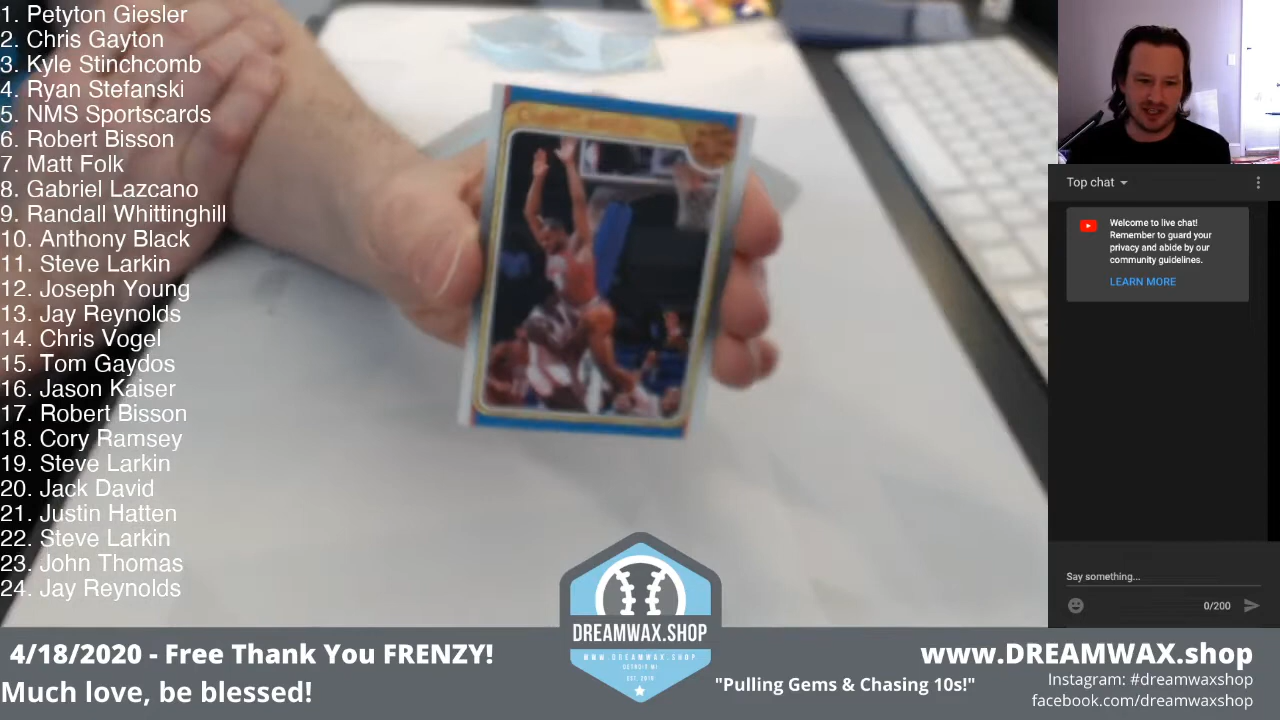 1. Petyton Giesler
2. Chris Gayton
3. Kyle Stinchcomb
4. Ryan Stefanski
5. NMS Sportscards
6. Robert Bisson
7. Matt Folk
8. Gabriel Lazcano
9. Randall Whittinghill
10. Anthony Black
11. Steve Larkin
12. Joseph Young
13. Jay Reynolds
14. Chris Vogel
15. Tom Gaydos
16. Jason Kaiser
17. Robert Bisson
18. Cory Ramsey
19. Steve Larkin
20. Jack David
21. Justin Hatten
22. Steve Larkin
23. John Thomas
24. Jay Reynolds
Top chat
Welcome to live chat!
Remember to guard your
privacy and abide by our
community guidelines.
LEARN MORE
Say something...
0/200
DREAMWAX.SHOP
WWW.DREAMWAX.SHOP
DETROIT MI
EST. 2019
4/18/2020 - Free Thank You FRENZY!
Much love, be blessed!
"Pulling Gems & Chasing 10s!"
www.DREAMWAX.shop
Instagram: #dreamwaxshop
facebook.com/dreamwaxshop